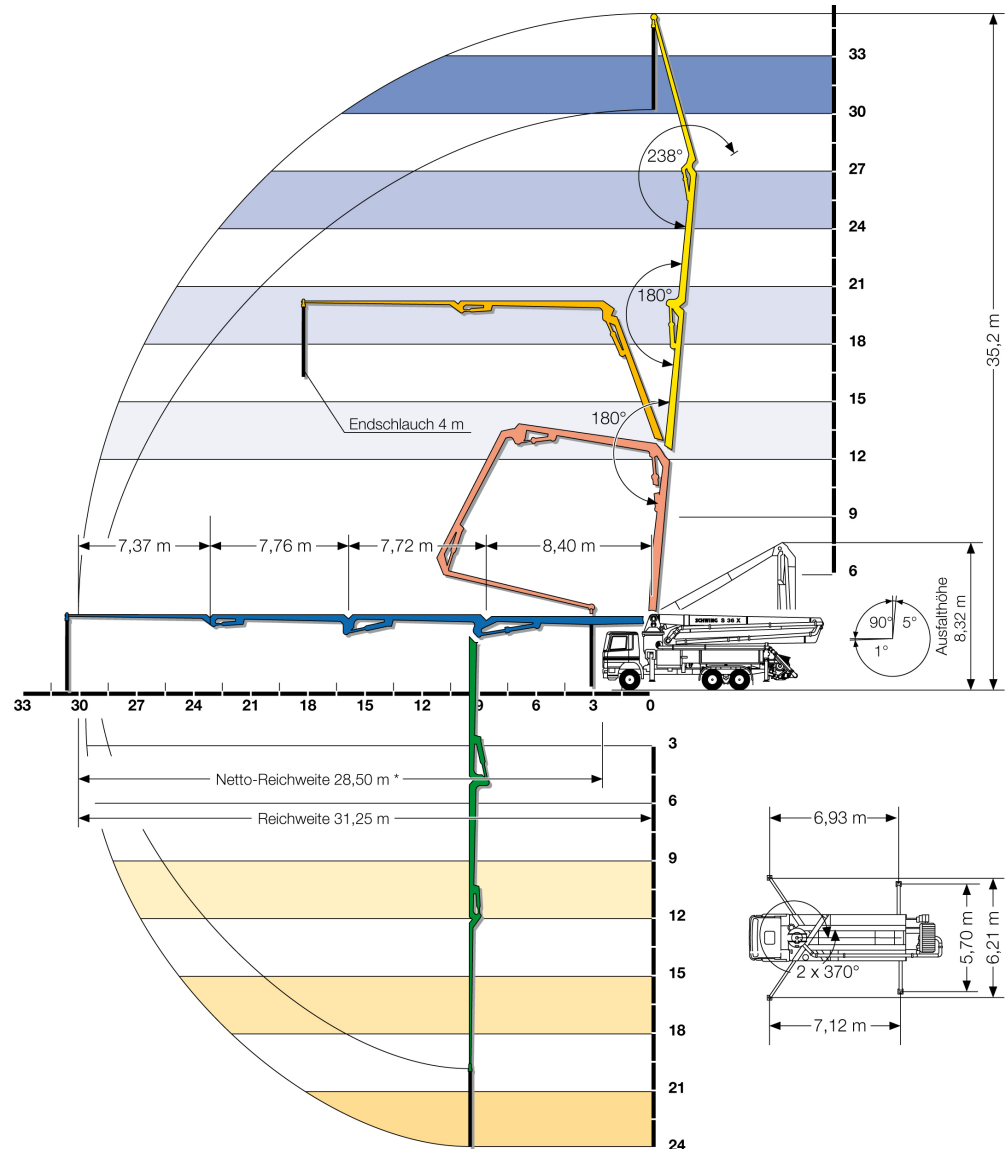 33
30
27
238°
24
21
180°
18
35,2 m
15
Endschlauch 4 m
180°
12
9
7,37 m
7,76 m
7,72 m
8,40 m
6
Ausfalthöhe
8,32 m
SCHWING S 36 X
90°
5°
1°
33 30 27 24 21 18 15 12 9 6 3 0
3
Netto-Reichweite 28,50 m *
6
Reichweite 31,25 m
6,93 m
9
12
5,70 m
6,21 m
15
2 x 370°
18
7,12 m
21
24